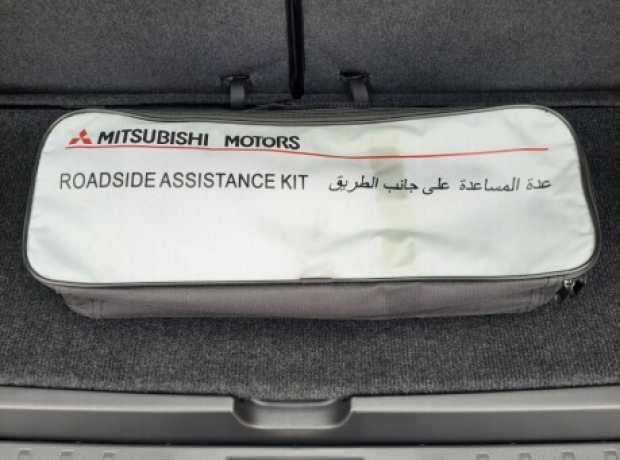 MITSUBISHI MOTORS
ROADSIDE ASSISTANCE KIT عدة المساعدة على جانب الطريق